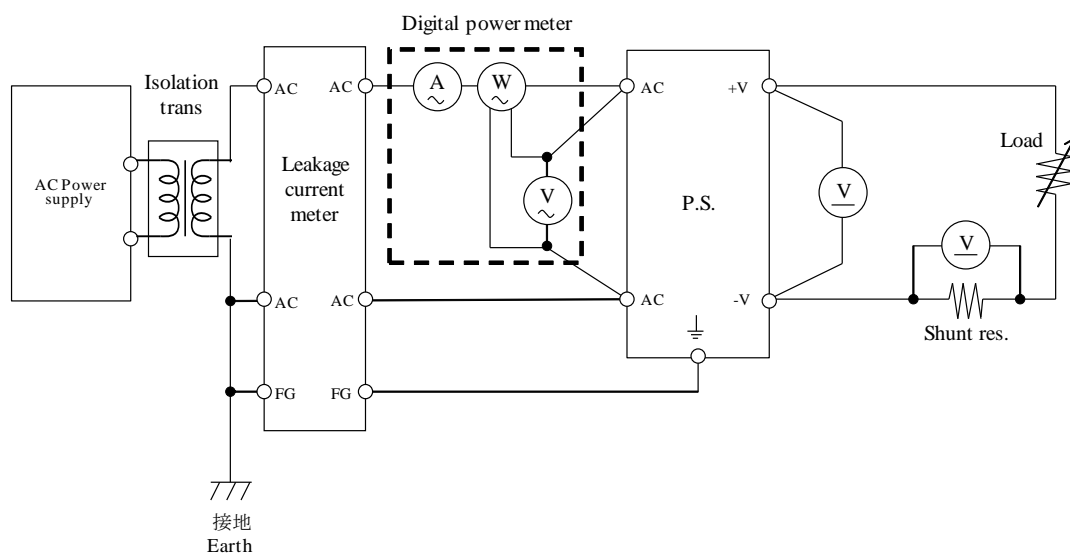 Digital power meter
Isolation
trans
AC Power
supply
AC
AC
Leakage
current
meter
AC
AC
FG
FG
A
W
V
AC
AC
P.S.
+V
-V
V
Load
V
Shunt res.
接地
Earth